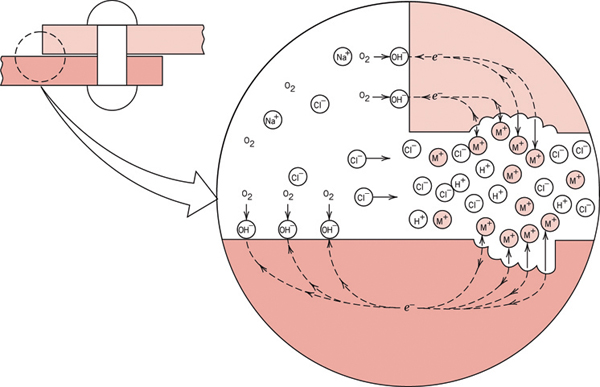 Na⁺ O₂ OH⁻ e⁻
O₂ OH⁻ e⁻
O₂ Cl⁻
Na⁺ M⁺
O₂ M⁺ M⁺ M⁺
Cl⁻ Cl⁻ M⁺ Cl⁻ M⁺ Cl⁻ Cl⁻
Cl⁻ H⁺ M⁺ M⁺
O₂ O₂ O₂ Cl⁻ Cl⁻ Cl⁻ H⁺ Cl⁻ H⁺
Cl⁻ Cl⁻ M⁺ Cl⁻
H⁺ M⁺ M⁺ M⁺
OH⁻ OH⁻ OH⁻ M⁺ M⁺
e⁻